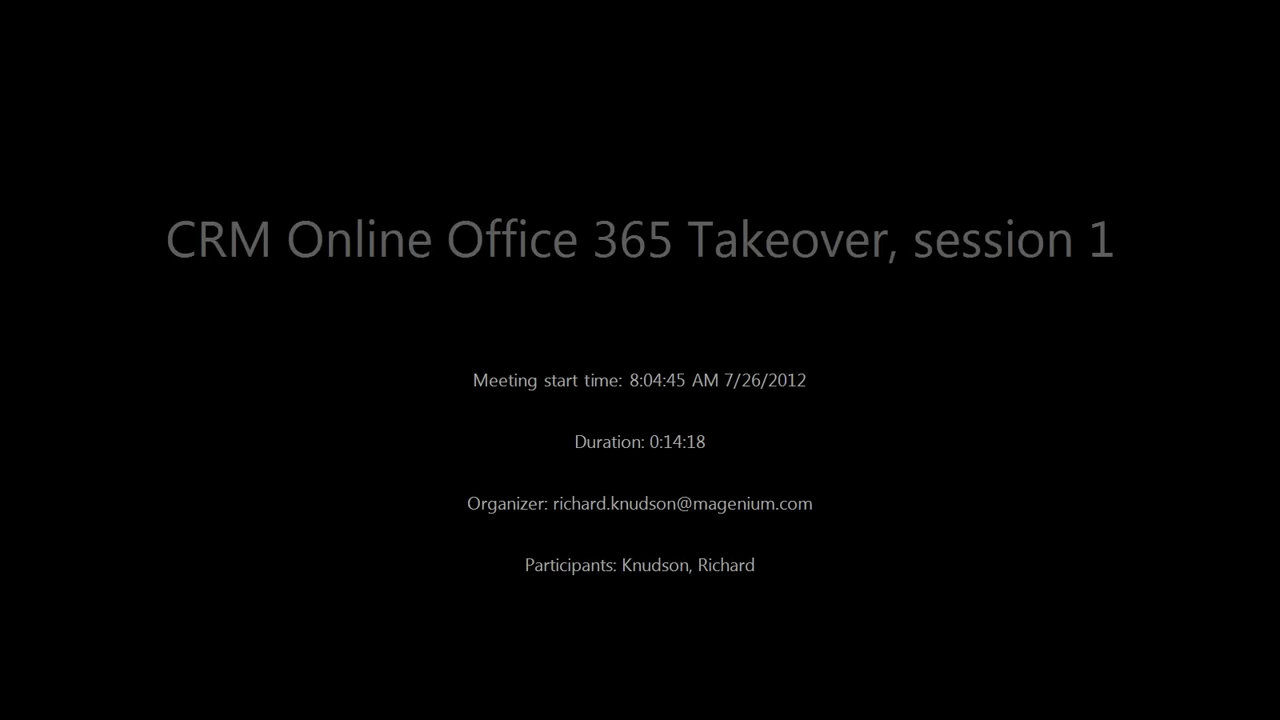 CRM Online Office 365 Takeover, session 1
Meeting start time: 8:04:45 AM 7/26/2012
Duration: 0:14:18
Organizer: richard.knudson@magenium.com
Participants: Knudson, Richard